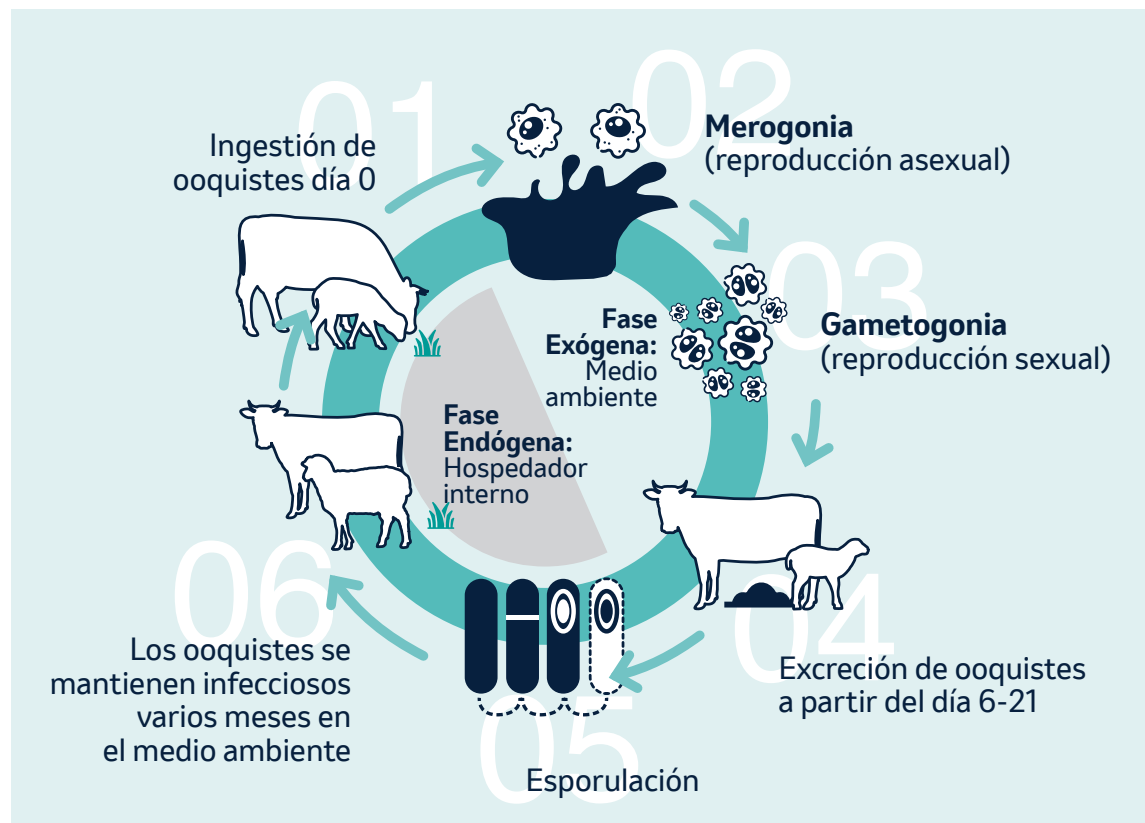 01
Ingestión de
ooquistes día 0
02
Merogonia
(reproducción asexual)
03
Gametogonia
(reproducción sexual)
Fase
Exógena:
Medio
ambiente
Fase
Endógena:
Hospedador
interno
04
Excreción de ooquistes
a partir del día 6-21
05
Esporulación
06
Los ooquistes se
mantienen infecciosos
varios meses en
el medio ambiente